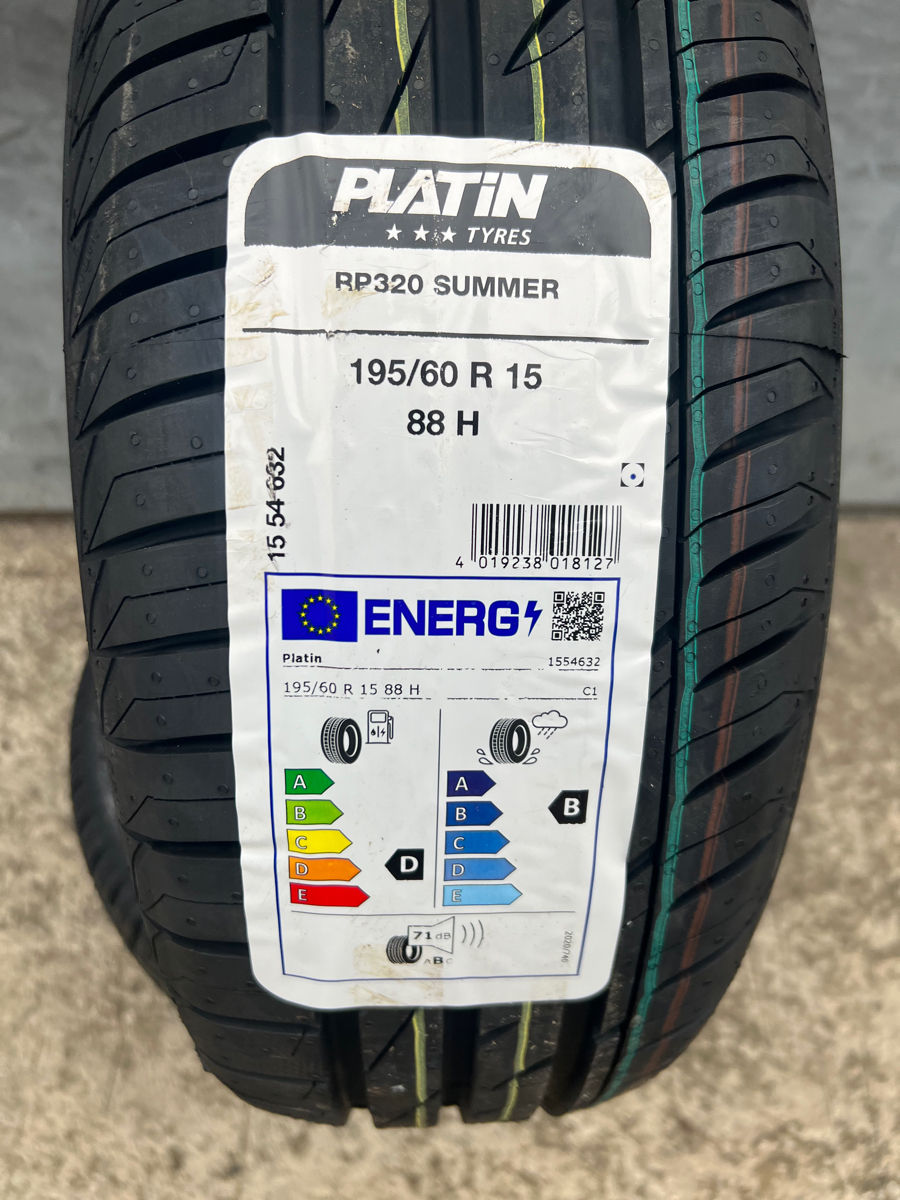 PLATiN
★★★ TYRES
RP320 SUMMER
195/60 R 15
88 H
15 54 632
4 019238 018127
ENERG
Platin 1554632
195/60 R 15 88 H C1
A A
B B B
C C
D D D
E E
71 dB
ABC
2020/740